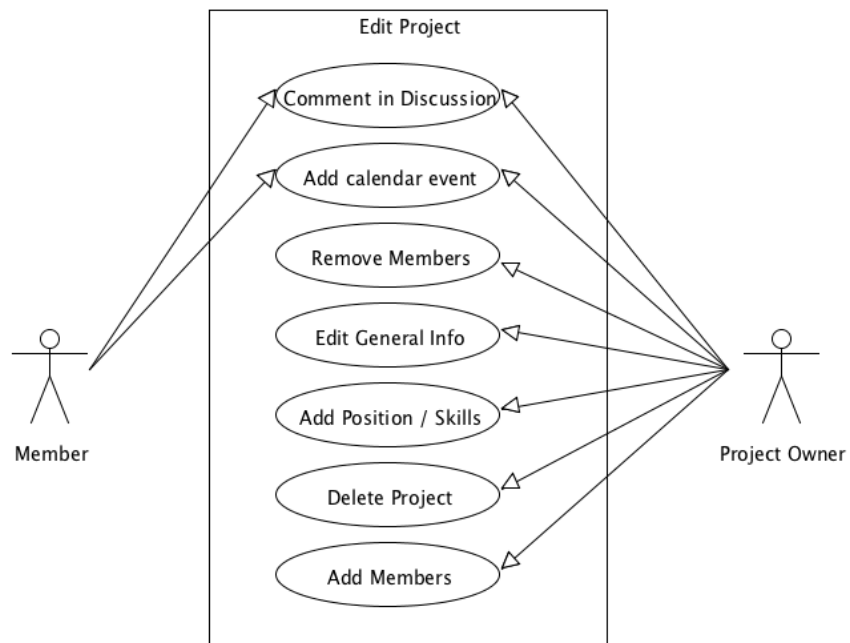 Edit Project
Comment in Discussion
Add calendar event
Remove Members
Edit General Info
Add Position / Skills
Member
Project Owner
Delete Project
Add Members